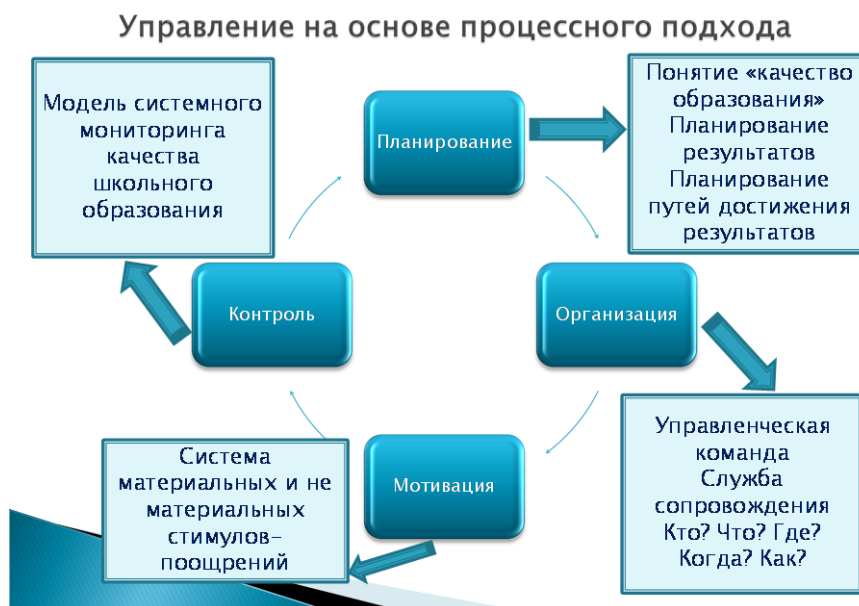 Управление на основе процессного подхода
Модель системного
мониторинга
качества
школьного
образования
Планирование
Понятие «качество
образования»
Планирование
результатов
Планирование
путей достижения
результатов
Контроль
Организация
Система
материальных и не
материальных
стимулов-
поощрений
Мотивация
Управленческая
команда
Служба
сопровождения
Кто? Что? Где?
Когда? Как?